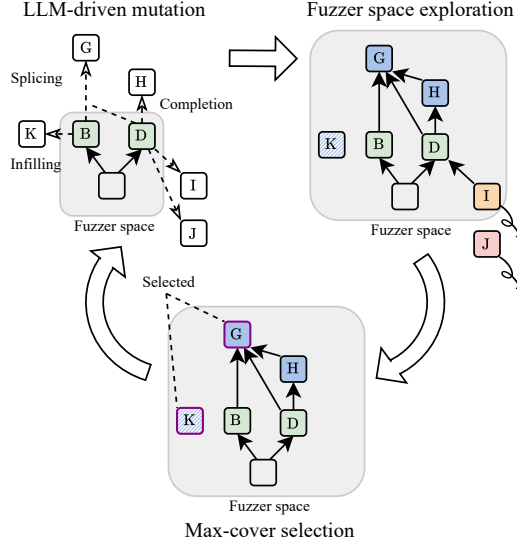 LLM-driven mutation
G
Splicing
H
Completion
K
B
D
Infilling
I
J
Fuzzer space
Fuzzer space exploration
G
H
K
B
D
I
Fuzzer space
J
Selected
G
H
K
B
D
Fuzzer space
Max-cover selection